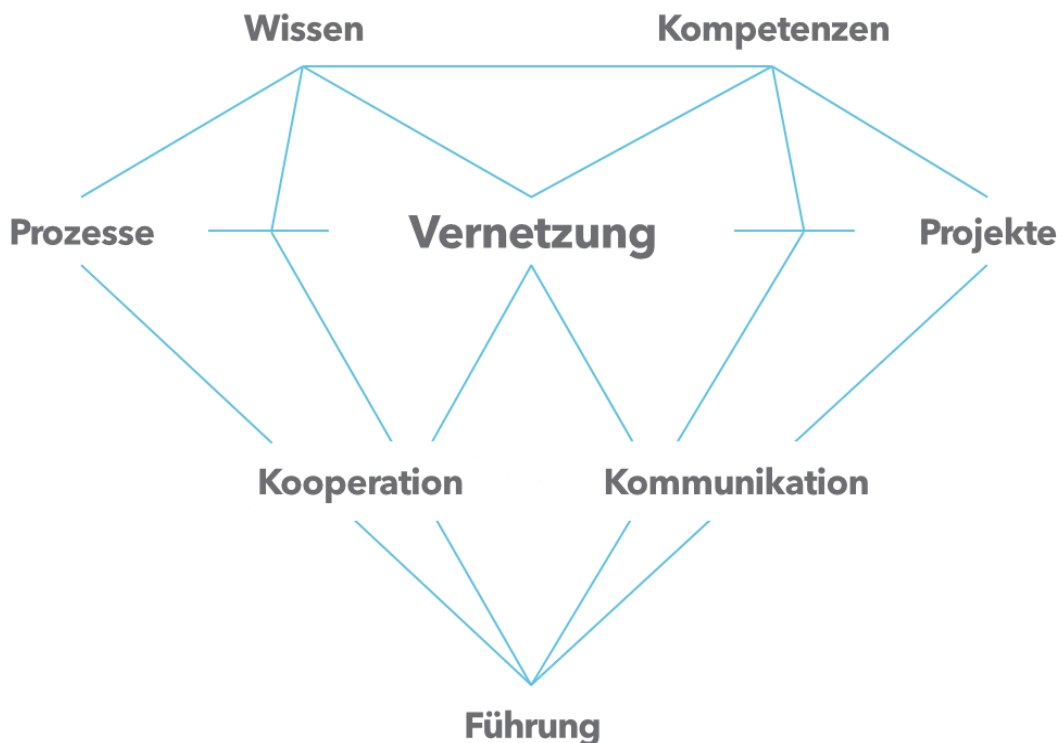 Wissen
Kompetenzen
Prozesse
Vernetzung
Projekte
Kooperation
Kommunikation
Führung